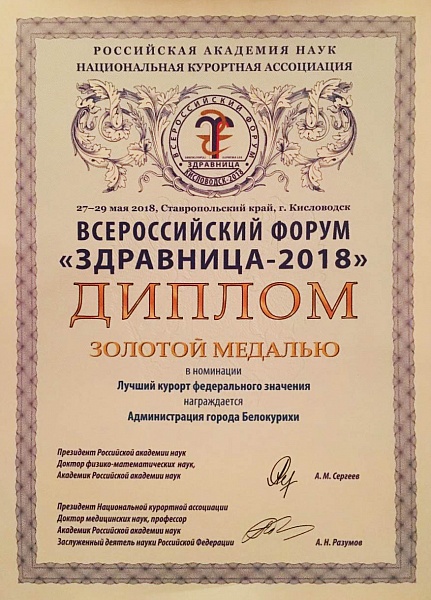 РОССИЙСКАЯ АКАДЕМИЯ НАУК
НАЦИОНАЛЬНАЯ КУРОРТНАЯ АССОЦИАЦИЯ
ВСЕРОССИЙСКИЙ ФОРУМ
ЗДРАВНИЦА
КИСЛОВОДСК-2018
27–29 мая 2018, Ставропольский край, г. Кисловодск
ВСЕРОССИЙСКИЙ ФОРУМ
«ЗДРАВНИЦА-2018»
ДИПЛОМ
ЗОЛОТОЙ МЕДАЛЬЮ
в номинации
Лучший курорт федерального значения
награждается
Администрация города Белокурихи
Президент Российской академии наук
Доктор физико-математических наук,
Академик Российской академии наук А. М. Сергеев
Президент Национальной курортной ассоциации
Доктор медицинских наук, профессор
Академик Российской академии наук
Заслуженный деятель науки Российской Федерации А. Н. Разумов